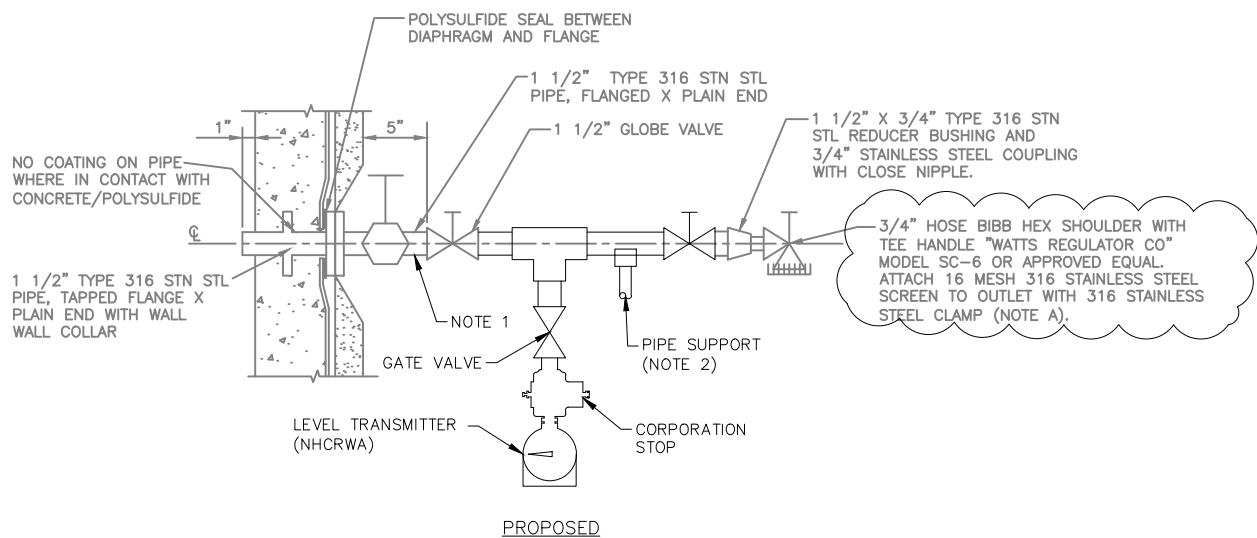 POLYSULFIDE SEAL BETWEEN
DIAPHRAGM AND FLANGE
1 1/2" TYPE 316 STN STL
PIPE, FLANGED X PLAIN END
1 1/2" GLOBE VALVE
1 1/2" X 3/4" TYPE 316 STN
STL REDUCER BUSHING AND
3/4" STAINLESS STEEL COUPLING
WITH CLOSE NIPPLE.
1"
5"
NO COATING ON PIPE
WHERE IN CONTACT WITH
CONCRETE/POLYSULFIDE
℄
3/4" HOSE BIBB HEX SHOULDER WITH
TEE HANDLE "WATTS REGULATOR CO"
MODEL SC-6 OR APPROVED EQUAL.
ATTACH 16 MESH 316 STAINLESS STEEL
SCREEN TO OUTLET WITH 316 STAINLESS
STEEL CLAMP (NOTE A).
1 1/2" TYPE 316 STN STL
PIPE, TAPPED FLANGE X
PLAIN END WITH WALL
WALL COLLAR
NOTE 1
GATE VALVE
PIPE SUPPORT
(NOTE 2)
LEVEL TRANSMITTER
(NHCRWA)
CORPORATION
STOP
PROPOSED